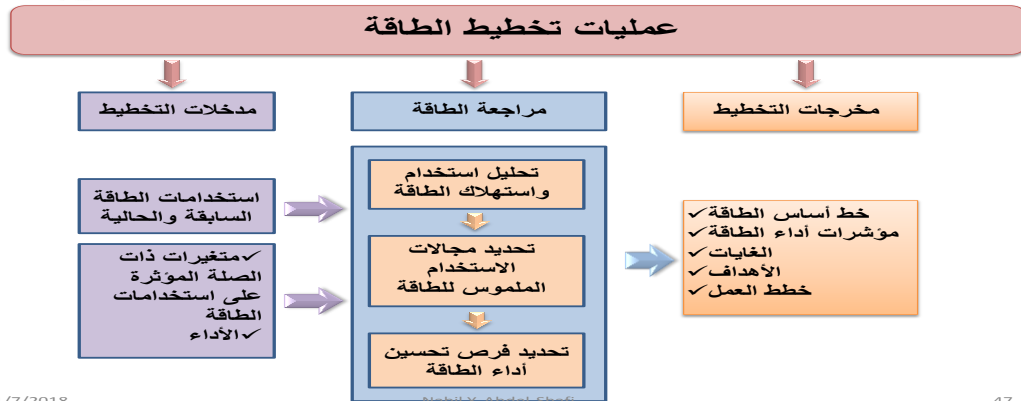 عمليات تخطيط الطاقة
مدخلات التخطيط
استخدامات الطاقة
السابقة والحالية
✓متغيرات ذات
الصلة المؤثرة
على استخدامات
الطاقة
✓الأداء
مراجعة الطاقة
تحليل استخدام
واستهلاك الطاقة
تحديد مجالات
الاستخدام
الملموس للطاقة
تحديد فرص تحسين
أداء الطاقة
مخرجات التخطيط
خط أساس الطاقة✓
مؤشرات أداء الطاقة✓
الغايات✓
الأهداف✓
خطط العمل✓
/7/2018
47